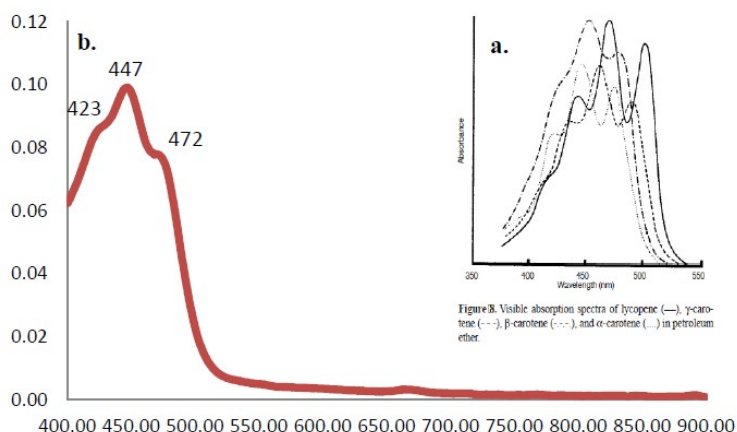 0.12
0.10
0.08
0.06
0.04
0.02
0.00
b.
423
447
472
400.00 450.00 500.00 550.00 600.00 650.00 700.00 750.00 800.00 850.00 900.00
a.
Absorbance
350 400 450 500 550
Wavelength (nm)
Figure 8. Visible absorption spectra of lycopene (—), γ-caro-
tene (- - -), β-carotene (-.-.-.), and α-carotene (....) in petroleum
ether.